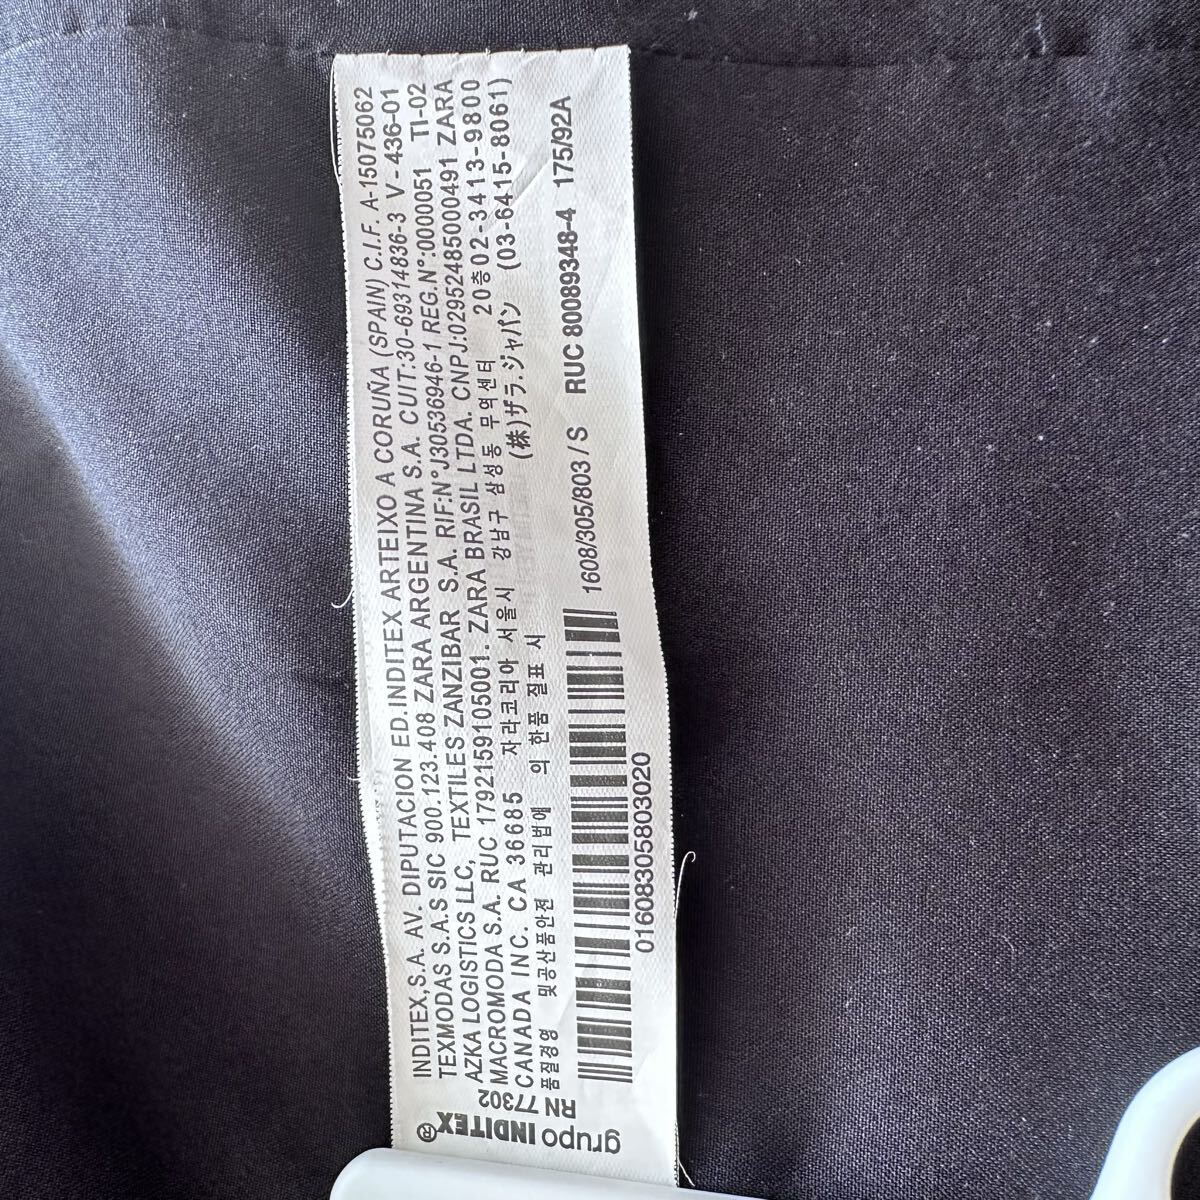 INDITEX,S.A. AV. DIPUTACION ED.INDITEX ARTEIXO A CORUÑA (SPAIN) C.I.F. A-15075062
TEXMODAS S.A.S SIC 900.123.408 ZARA ARGENTINA S.A. CUIT:30-69314836-3 V - 436-01
AZKA LOGISTICS LLC, TEXTILES ZANZIBAR S.A. RIF:N°J30536946-1 REG.N°:0000051 TI-02
MACROMODA S.A. RUC 1792159105001. ZARA BRASIL LTDA. CNPJ:02952485000491 ZARA
CANADA INC. CA 36685 자라코리아 서울시 강남구 삼성동 무역센터 20층02-3413-9800
품질경영 및공산품안전 관리법에 의한품 질표 시 (株)ザラ.ジャパン (03-6415-8061)
1608/305/803 / S RUC 80089348-4 175/92A
01608305803020
RN 77302
grupo INDITEX®